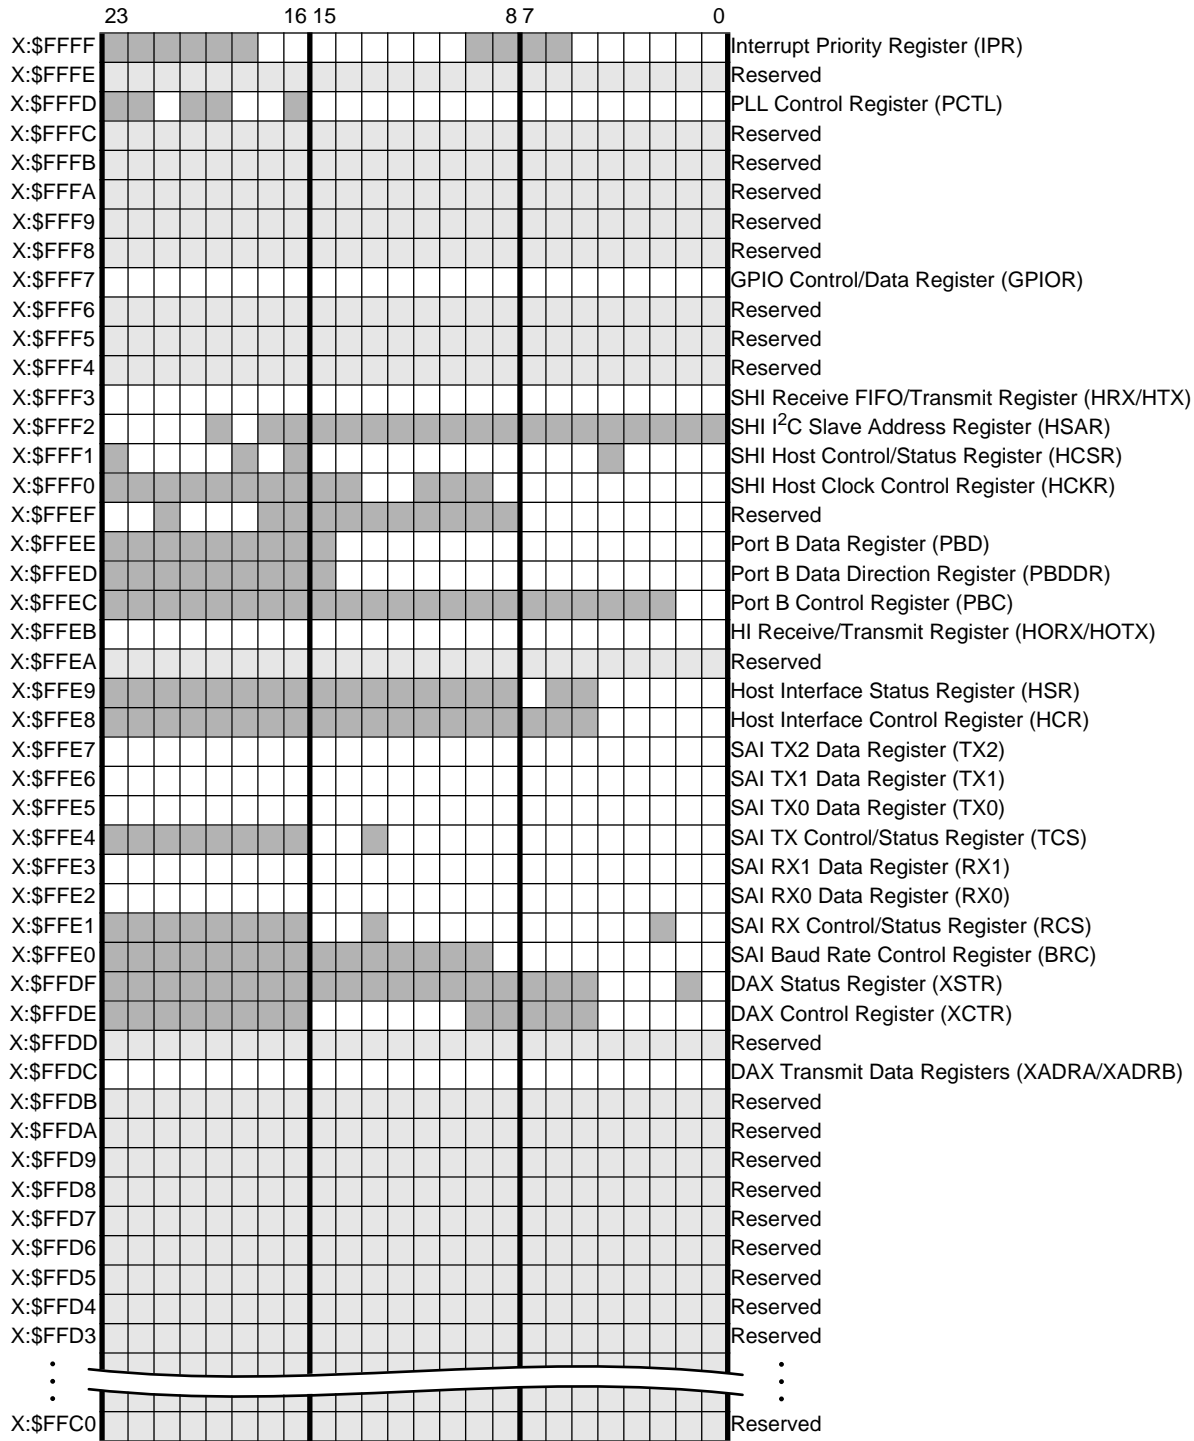 23 16 15 8 7 0
X:$FFFF Interrupt Priority Register (IPR)
X:$FFFE Reserved
X:$FFFD PLL Control Register (PCTL)
X:$FFFC Reserved
X:$FFFB Reserved
X:$FFFA Reserved
X:$FFF9 Reserved
X:$FFF8 Reserved
X:$FFF7 GPIO Control/Data Register (GPIOR)
X:$FFF6 Reserved
X:$FFF5 Reserved
X:$FFF4 Reserved
X:$FFF3 SHI Receive FIFO/Transmit Register (HRX/HTX)
X:$FFF2 SHI I2C Slave Address Register (HSAR)
X:$FFF1 SHI Host Control/Status Register (HCSR)
X:$FFF0 SHI Host Clock Control Register (HCKR)
X:$FFEF Reserved
X:$FFEE Port B Data Register (PBD)
X:$FFED Port B Data Direction Register (PBDDR)
X:$FFEC Port B Control Register (PBC)
X:$FFEB HI Receive/Transmit Register (HORX/HOTX)
X:$FFEA Reserved
X:$FFE9 Host Interface Status Register (HSR)
X:$FFE8 Host Interface Control Register (HCR)
X:$FFE7 SAI TX2 Data Register (TX2)
X:$FFE6 SAI TX1 Data Register (TX1)
X:$FFE5 SAI TX0 Data Register (TX0)
X:$FFE4 SAI TX Control/Status Register (TCS)
X:$FFE3 SAI RX1 Data Register (RX1)
X:$FFE2 SAI RX0 Data Register (RX0)
X:$FFE1 SAI RX Control/Status Register (RCS)
X:$FFE0 SAI Baud Rate Control Register (BRC)
X:$FFDF DAX Status Register (XSTR)
X:$FFDE DAX Control Register (XCTR)
X:$FFDD Reserved
X:$FFDC DAX Transmit Data Registers (XADRA/XADRB)
X:$FFDB Reserved
X:$FFDA Reserved
X:$FFD9 Reserved
X:$FFD8 Reserved
X:$FFD7 Reserved
X:$FFD6 Reserved
X:$FFD5 Reserved
X:$FFD4 Reserved
X:$FFD3 Reserved
X:$FFC0 Reserved